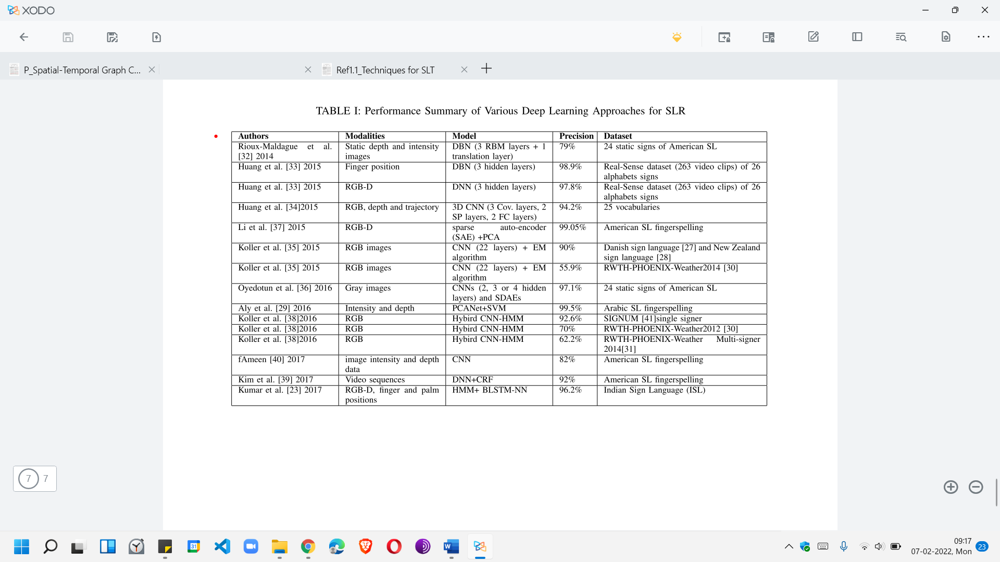 XODO
P_Spatial-Temporal Graph C...
Ref1.1_Techniques for SLT
TABLE I: Performance Summary of Various Deep Learning Approaches for SLR
Authors Modalities Model Precision Dataset
Rioux-Maldague et al. Static depth and intensity DBN (3 RBM layers + 1 79% 24 static signs of American SL
[32] 2014 images translation layer)
Huang et al. [33] 2015 Finger position DBN (3 hidden layers) 98.9% Real-Sense dataset (263 video clips) of 26
alphabets signs
Huang et al. [33] 2015 RGB-D DNN (3 hidden layers) 97.8% Real-Sense dataset (263 video clips) of 26
alphabets signs
Huang et al. [34]2015 RGB, depth and trajectory 3D CNN (3 Cov. layers, 2 94.2% 25 vocabularies
SP layers, 2 FC layers)
Li et al. [37] 2015 RGB-D sparse auto-encoder 99.05% American SL fingerspelling
(SAE) +PCA
Koller et al. [35] 2015 RGB images CNN (22 layers) + EM 90% Danish sign language [27] and New Zealand
algorithm sign language [28]
Koller et al. [35] 2015 RGB images CNN (22 layers) + EM 55.9% RWTH-PHOENIX-Weather2014 [30]
algorithm
Oyedotun et al. [36] 2016 Gray images CNNs (2, 3 or 4 hidden 97.1% 24 static signs of American SL
layers) and SDAEs
Aly et al. [29] 2016 Intensity and depth PCANet+SVM 99.5% Arabic SL fingerspelling
Koller et al. [38]2016 RGB Hybird CNN-HMM 92.6% SIGNUM [41]single signer
Koller et al. [38]2016 RGB Hybird CNN-HMM 70% RWTH-PHOENIX-Weather2012 [30]
Koller et al. [38]2016 RGB Hybird CNN-HMM 62.2% RWTH-PHOENIX-Weather Multi-signer
2014[31]
fAmeen [40] 2017 image intensity and depth CNN 82% American SL fingerspelling
data
Kim et al. [39] 2017 Video sequences DNN+CRF 92% American SL fingerspelling
Kumar et al. [23] 2017 RGB-D, finger and palm HMM+ BLSTM-NN 96.2% Indian Sign Language (ISL)
positions
7 7
31
09:17
07-02-2022, Mon 23